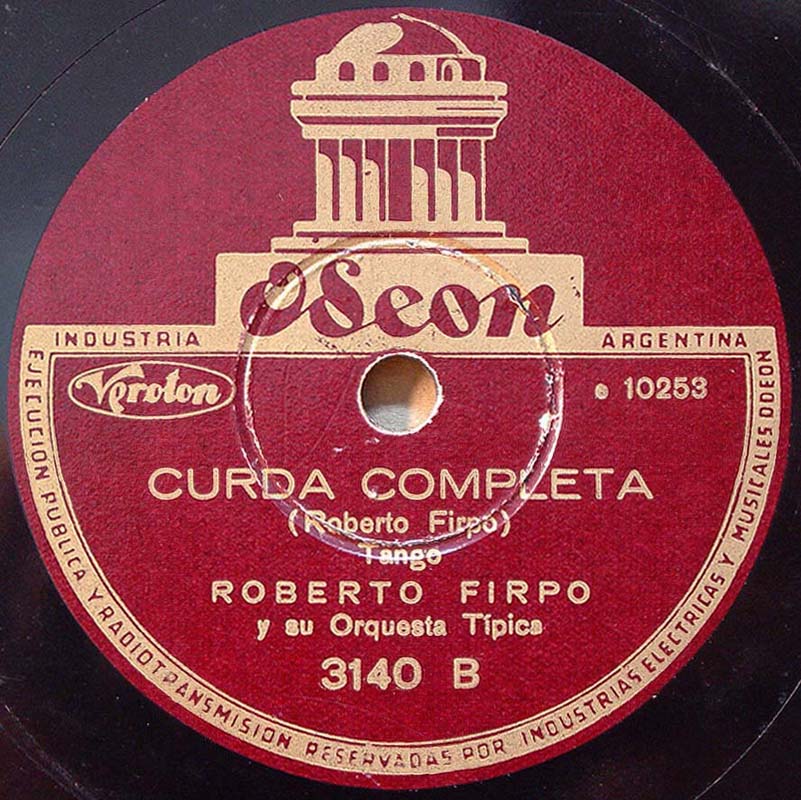 Odeon
INDUSTRIA ARGENTINA
Veroton
e 10253
CURDA COMPLETA
(Roberto Firpo)
Tango
ROBERTO FIRPO
y su Orquesta Típica
3140 B
EJECUCION PUBLICA Y RADIOTRANSMISION RESERVADAS POR INDUSTRIAS ELECTRICAS Y MUSICALES ODEON